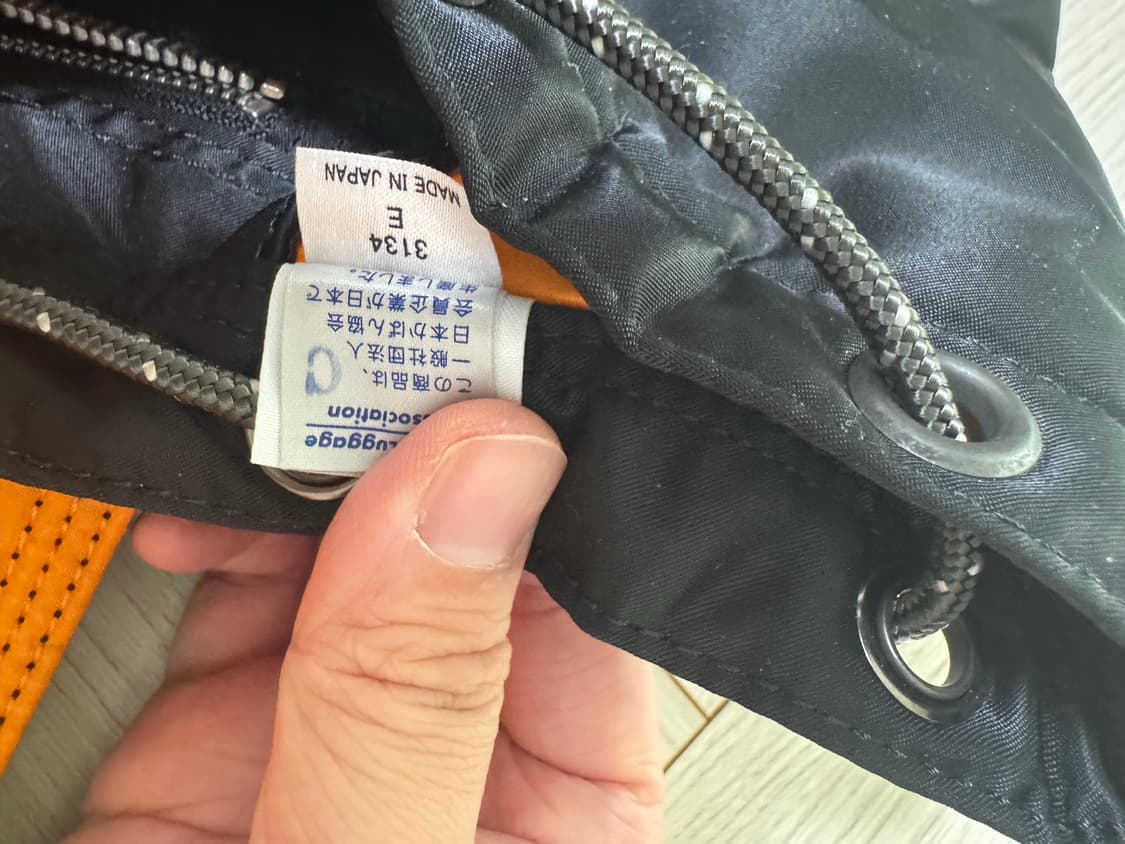 Luggage
ssociation
この商品は、
一般社団法人
日本かばん協会
会員企業が日本で
生産しました。
3134
E
MADE IN JAPAN